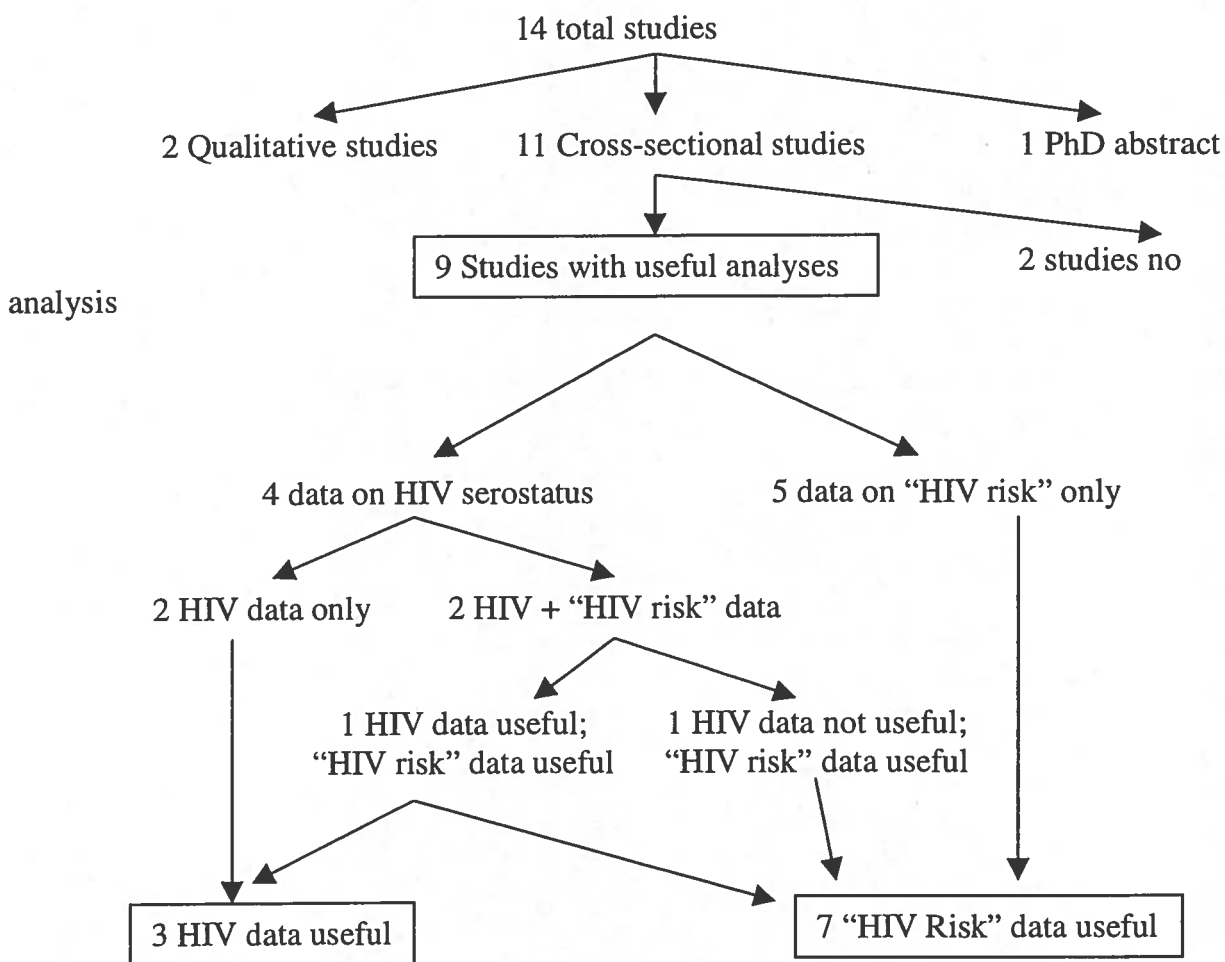 14 total studies
2 Qualitative studies
11 Cross-sectional studies
1 PhD abstract
9 Studies with useful analyses
2 studies no
analysis
4 data on HIV serostatus
5 data on “HIV risk” only
2 HIV data only
2 HIV + “HIV risk” data
1 HIV data useful;
“HIV risk” data useful
1 HIV data not useful;
“HIV risk” data useful
3 HIV data useful
7 “HIV Risk” data useful